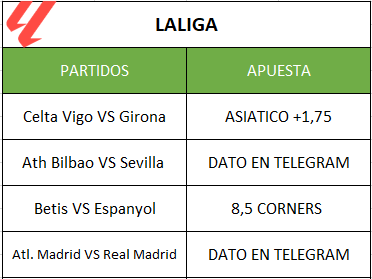 LALIGA
PARTIDOS APUESTA
Celta Vigo VS Girona ASIATICO +1,75
Ath Bilbao VS Sevilla DATO EN TELEGRAM
Betis VS Espanyol 8,5 CORNERS
Atl. Madrid VS Real Madrid DATO EN TELEGRAM